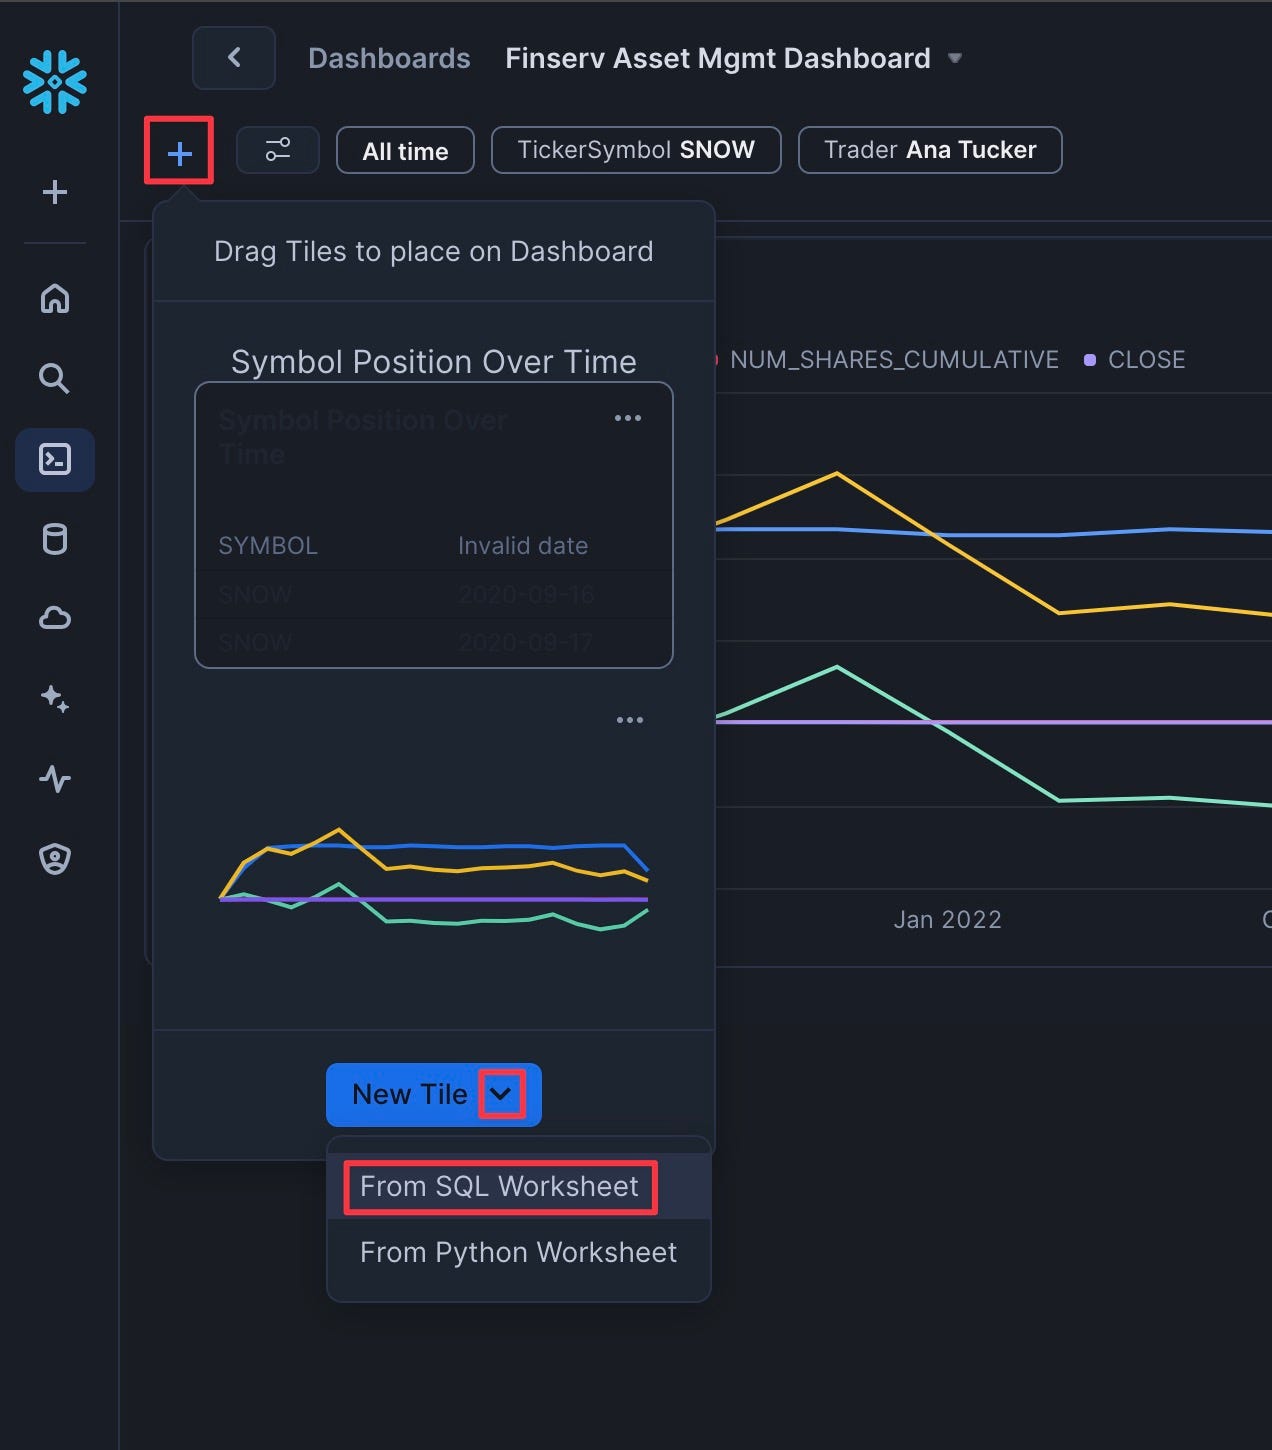 Dashboards Finserv Asset Mgmt Dashboard
All time TickerSymbol SNOW Trader Ana Tucker
Drag Tiles to place on Dashboard
Symbol Position Over Time
Symbol Position Over
Time
SYMBOL Invalid date
SNOW 2020-09-16
SNOW 2020-09-17
NUM_SHARES_CUMULATIVE CLOSE
Jan 2022
New Tile
From SQL Worksheet
From Python Worksheet